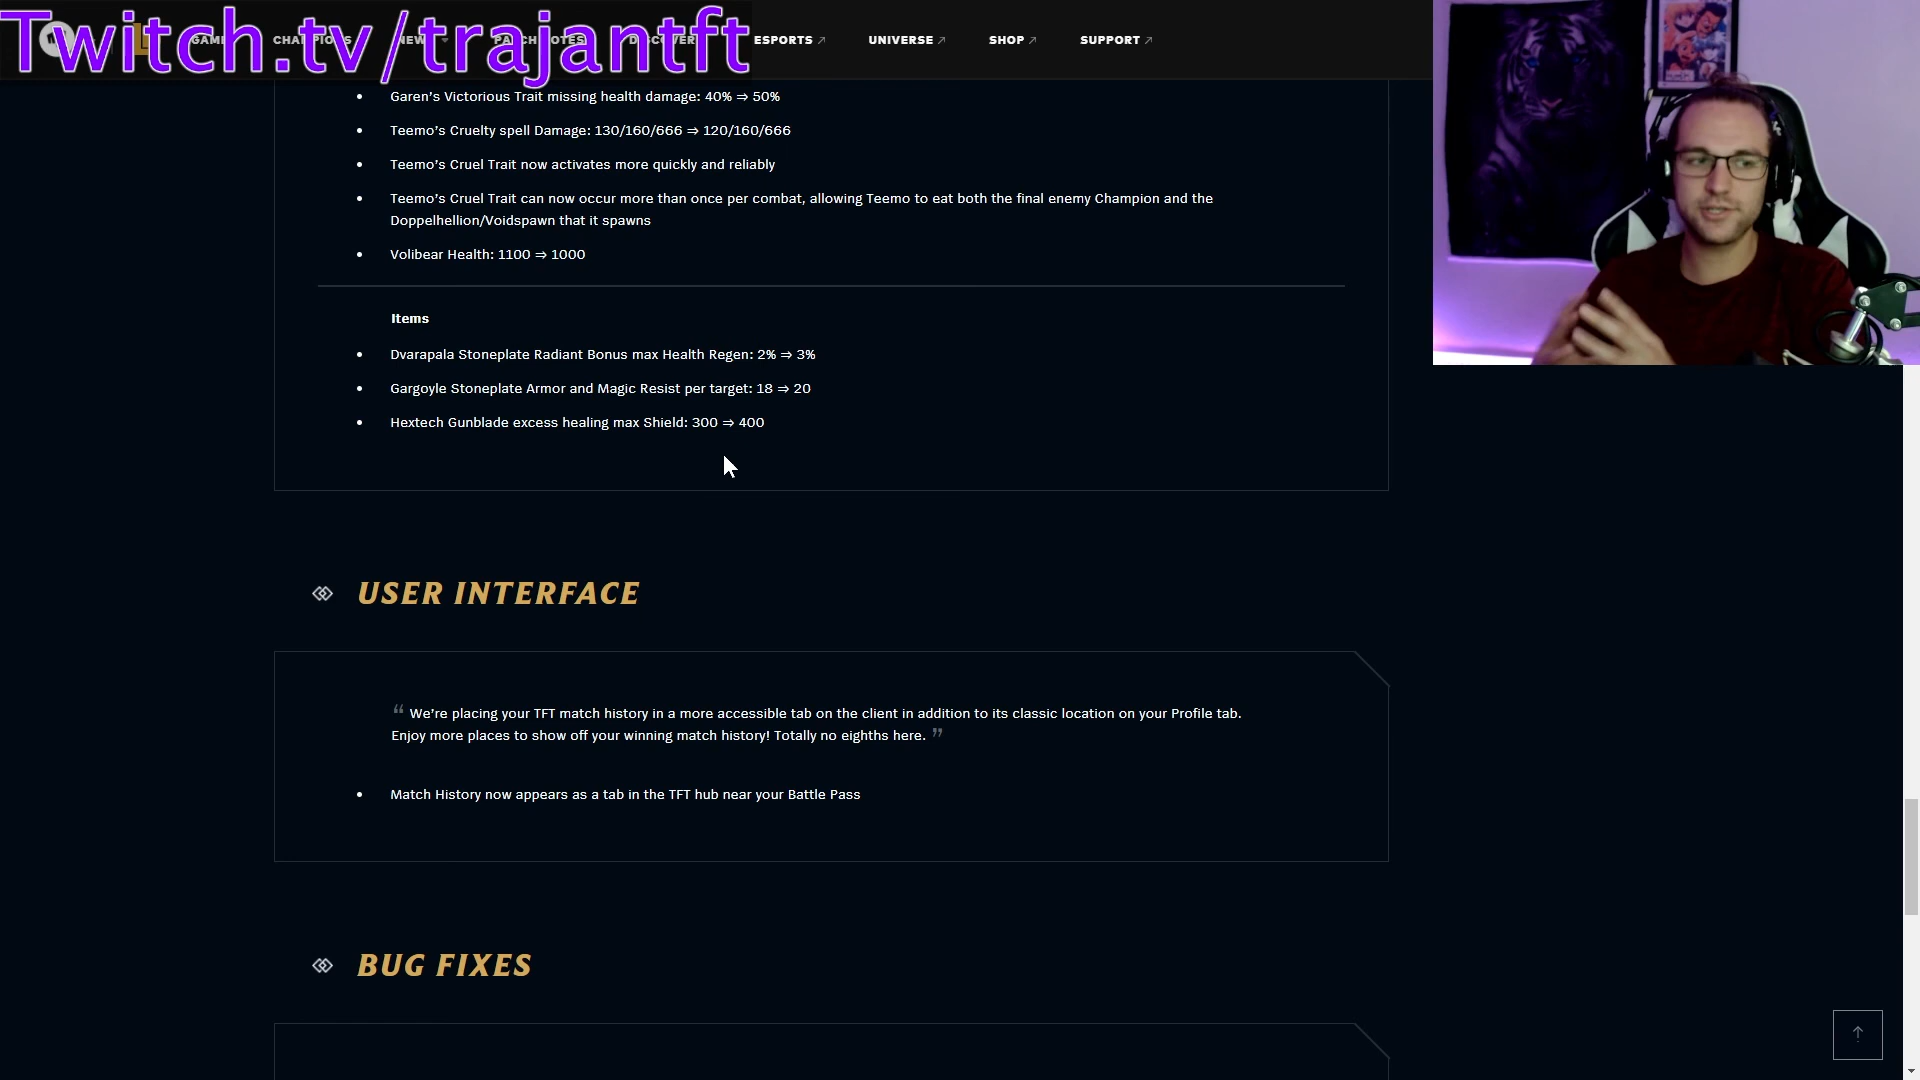 Twitch.tv/trajantft
ESPORTS UNIVERSE SHOP SUPPORT
• Garen’s Victorious Trait missing health damage: 40% ⇒ 50%
• Teemo’s Cruelty spell Damage: 130/160/666 ⇒ 120/160/666
• Teemo’s Cruel Trait now activates more quickly and reliably
• Teemo’s Cruel Trait can now occur more than once per combat, allowing Teemo to eat both the final enemy Champion and the
Doppelhellion/Voidspawn that it spawns
• Volibear Health: 1100 ⇒ 1000
Items
• Dvarapala Stoneplate Radiant Bonus max Health Regen: 2% ⇒ 3%
• Gargoyle Stoneplate Armor and Magic Resist per target: 18 ⇒ 20
• Hextech Gunblade excess healing max Shield: 300 ⇒ 400
USER INTERFACE
“ We’re placing your TFT match history in a more accessible tab on the client in addition to its classic location on your Profile tab.
Enjoy more places to show off your winning match history! Totally no eighths here. ”
• Match History now appears as a tab in the TFT hub near your Battle Pass
BUG FIXES